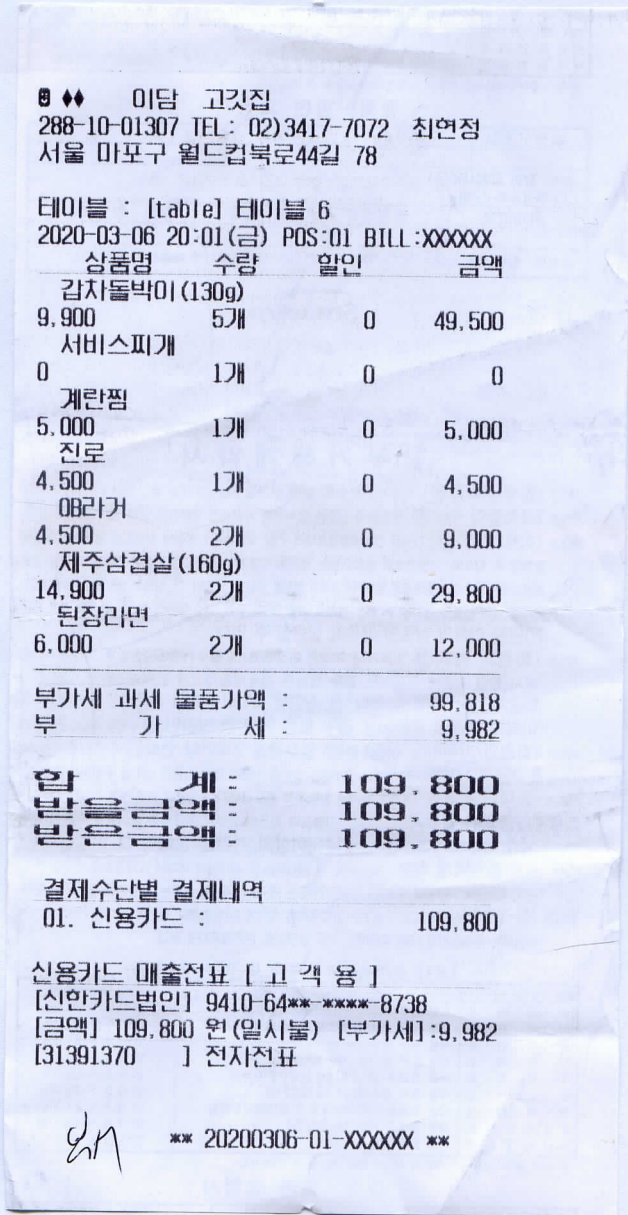 이담 고깃집
288-10-01307 TEL: 02)3417-7072 최현정
서울 마포구 월드컵북로44길 78
테이블 : [table] 테이블 6
2020-03-06 20:01(금) POS:01 BILL:XXXXXX
상품명 수량 할인 금액
갑차돌박이(130g)
9,900 5개 0 49,500
서비스찌개
0 1개 0 0
계란찜
5,000 1개 0 5,000
진로
4,500 1개 0 4,500
OB라거
4,500 2개 0 9,000
제주삼겹살(160g)
14,900 2개 0 29,800
된장라면
6,000 2개 0 12,000
부가세 과세 물품가액 : 99,818
부 가 세 : 9,982
합 계: 109,800
받을금액: 109,800
받은금액: 109,800
결제수단별 결제내역
01. 신용카드 : 109,800
신용카드 매출전표 [ 고 객 용 ]
[신한카드법인] 9410-64**-****-8738
[금액] 109,800 원(일시불) [부가세]:9,982
[31391370 ] 전자전표
** 20200306-01-XXXXXX **